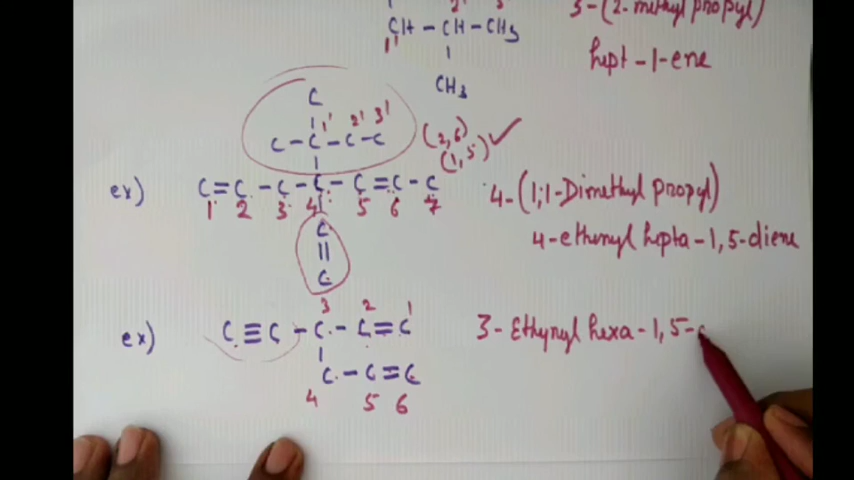 3-(2-methyl propyl)
CH - CH - CH3
1'
hept-1-ene
CH3
C
1' 2' 3'
C-C-C-C
(2,6)
(1,5) ✓
ex) C=C-C-C-C=C-C 4-(1;1-Dimethyl propyl)
1 2 3 4 5 6 7
C
4-ethenyl hepta-1,5-diene
||
C
3 2 1
ex) C≡C-C-C=C 3-Ethynyl hexa-1,5-
C-C=C
4 5 6